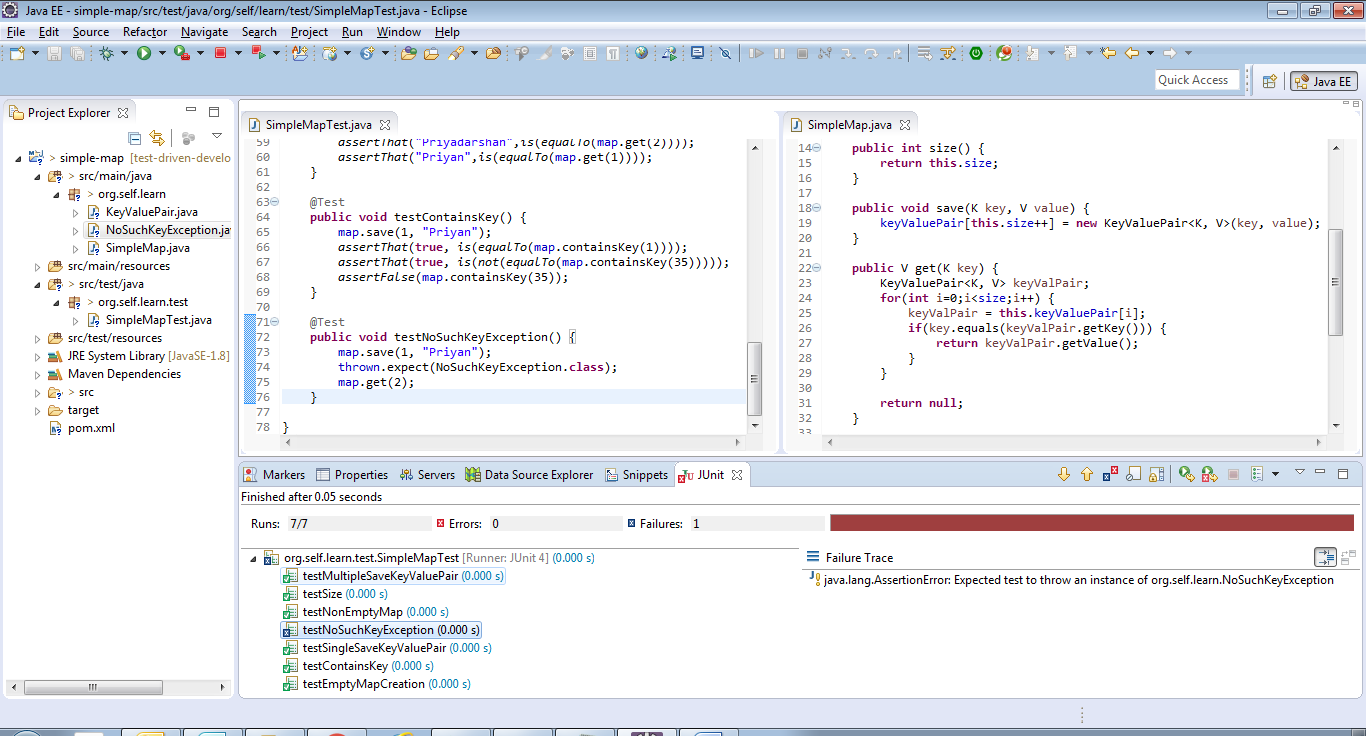 Java EE - simple-map/src/test/java/org/self/learn/test/SimpleMapTest.java - Eclipse
File Edit Source Refactor Navigate Search Project Run Window Help
Quick Access
Java EE
Project Explorer
> simple-map [test-driven-develo
> src/main/java
> org.self.learn
KeyValuePair.java
NoSuchKeyException.jav
SimpleMap.java
src/main/resources
> src/test/java
> org.self.learn.test
SimpleMapTest.java
src/test/resources
JRE System Library [JavaSE-1.8]
Maven Dependencies
> src
target
pom.xml
SimpleMapTest.java
59 assertThat("Priyadarshan",is(equalTo(map.get(2))));
60 assertThat("Priyan",is(equalTo(map.get(1))));
61 }
62
63 @Test
64 public void testContainsKey() {
65 map.save(1, "Priyan");
66 assertThat(true, is(equalTo(map.containsKey(1))));
67 assertThat(true, is(not(equalTo(map.containsKey(35)))));
68 assertFalse(map.containsKey(35));
69 }
70
71 @Test
72 public void testNoSuchKeyException() {
73 map.save(1, "Priyan");
74 thrown.expect(NoSuchKeyException.class);
75 map.get(2);
76 }
77
78 }
SimpleMap.java
14 public int size() {
15 return this.size;
16 }
17
18 public void save(K key, V value) {
19 keyValuePair[this.size++] = new KeyValuePair<K, V>(key, value);
20 }
21
22 public V get(K key) {
23 KeyValuePair<K, V> keyValPair;
24 for(int i=0;i<size;i++) {
25 keyValPair = this.keyValuePair[i];
26 if(key.equals(keyValPair.getKey())) {
27 return keyValPair.getValue();
28 }
29 }
30
31 return null;
32 }
33
Markers Properties Servers Data Source Explorer Snippets JUnit
Finished after 0.05 seconds
Runs: 7/7 Errors: 0 Failures: 1
org.self.learn.test.SimpleMapTest [Runner: JUnit 4] (0.000 s)
testMultipleSaveKeyValuePair (0.000 s)
testSize (0.000 s)
testNonEmptyMap (0.000 s)
testNoSuchKeyException (0.000 s)
testSingleSaveKeyValuePair (0.000 s)
testContainsKey (0.000 s)
testEmptyMapCreation (0.000 s)
Failure Trace
java.lang.AssertionError: Expected test to throw an instance of org.self.learn.NoSuchKeyException